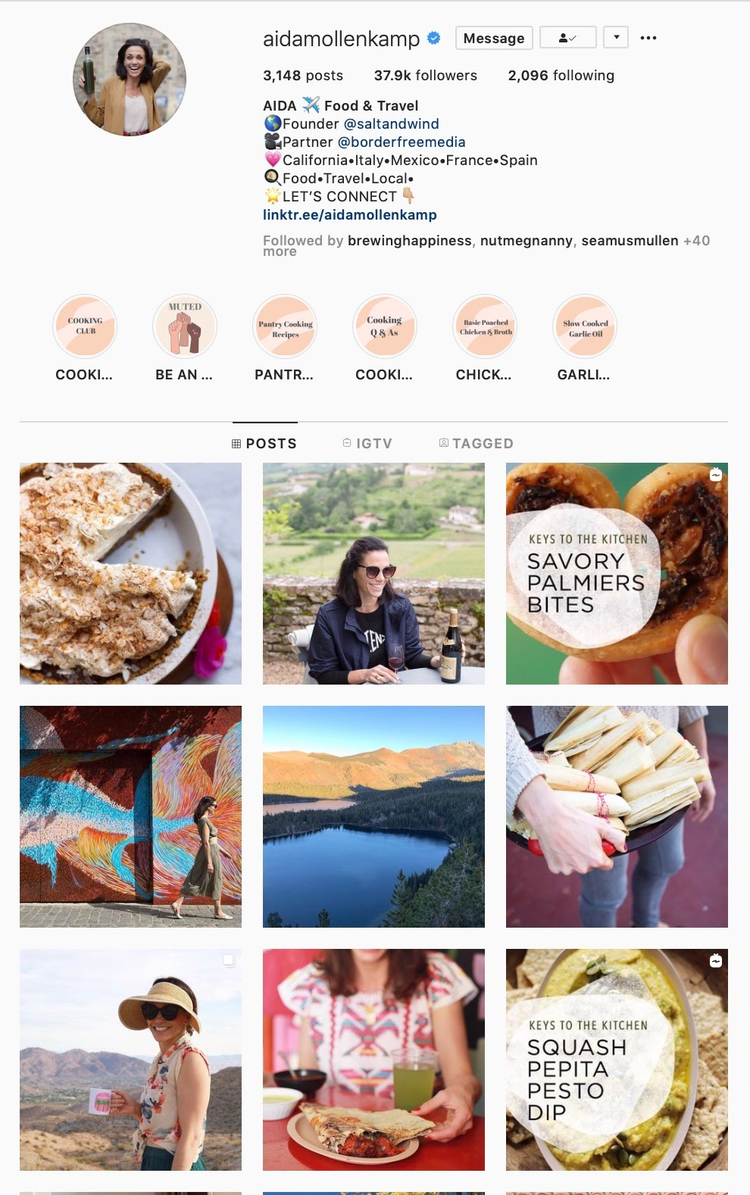 aidamollenkamp Message
3,148 posts 37.9k followers 2,096 following
AIDA ✈️ Food & Travel
🌎Founder @saltandwind
🎥Partner @borderfreemedia
💗California•Italy•Mexico•France•Spain
🍳Food•Travel•Local•
🌟LET'S CONNECT👇🏼
linktr.ee/aidamollenkamp
Followed by brewinghappiness, nutmegnanny, seamusmullen +40
more
COOKING
CLUB
MUTED
Pantry Cooking
Recipes
Cooking
Q & As
Basic Poached
Chicken & Broth
Slow Cooked
Garlic Oil
COOKI... BE AN ... PANTR... COOKI... CHICK... GARLI...
POSTS IGTV TAGGED
KEYS TO THE KITCHEN
SAVORY
PALMIERS
BITES
KEYS TO THE KITCHEN
SQUASH
PEPITA
PESTO
DIP